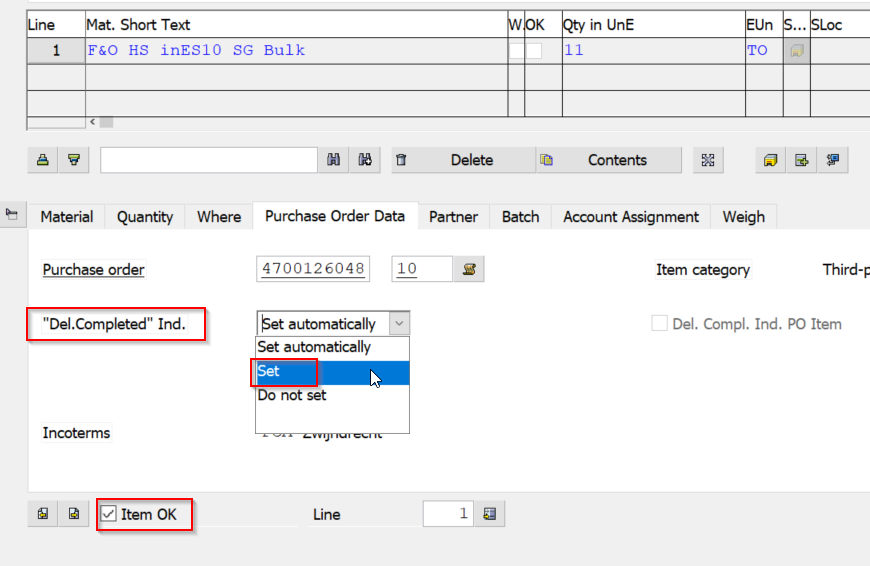 Line Mat. Short Text W. OK Qty in UnE EUn S... SLoc
1 F&O HS inES10 SG Bulk 11 TO
Delete Contents
Material Quantity Where Purchase Order Data Partner Batch Account Assignment Weigh
Purchase order 4700126048 10 Item category Third-p
"Del.Completed" Ind. Set automatically Del. Compl. Ind. PO Item
Set automatically
Set
Do not set
Incoterms Zwijndrecht
Item OK Line 1